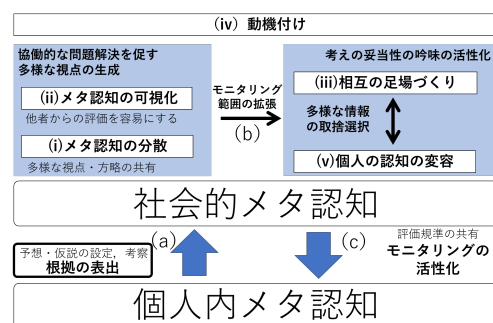 (iv) 動機付け
協働的な問題解決を促す
多様な視点の生成
(ii)メタ認知の可視化
他者からの評価を容易にする
(i)メタ認知の分散
多様な視点・方略の共有
モニタリング
範囲の拡張
(b)
考えの妥当性の吟味の活性化
(iii)相互の足場づくり
多様な情報
の取捨選択
(v)個人の認知の変容
社会的メタ認知
予想・仮説の設定，考察
根拠の表出
(a)
(c)
評価規準の共有
モニタリングの
活性化
個人内メタ認知